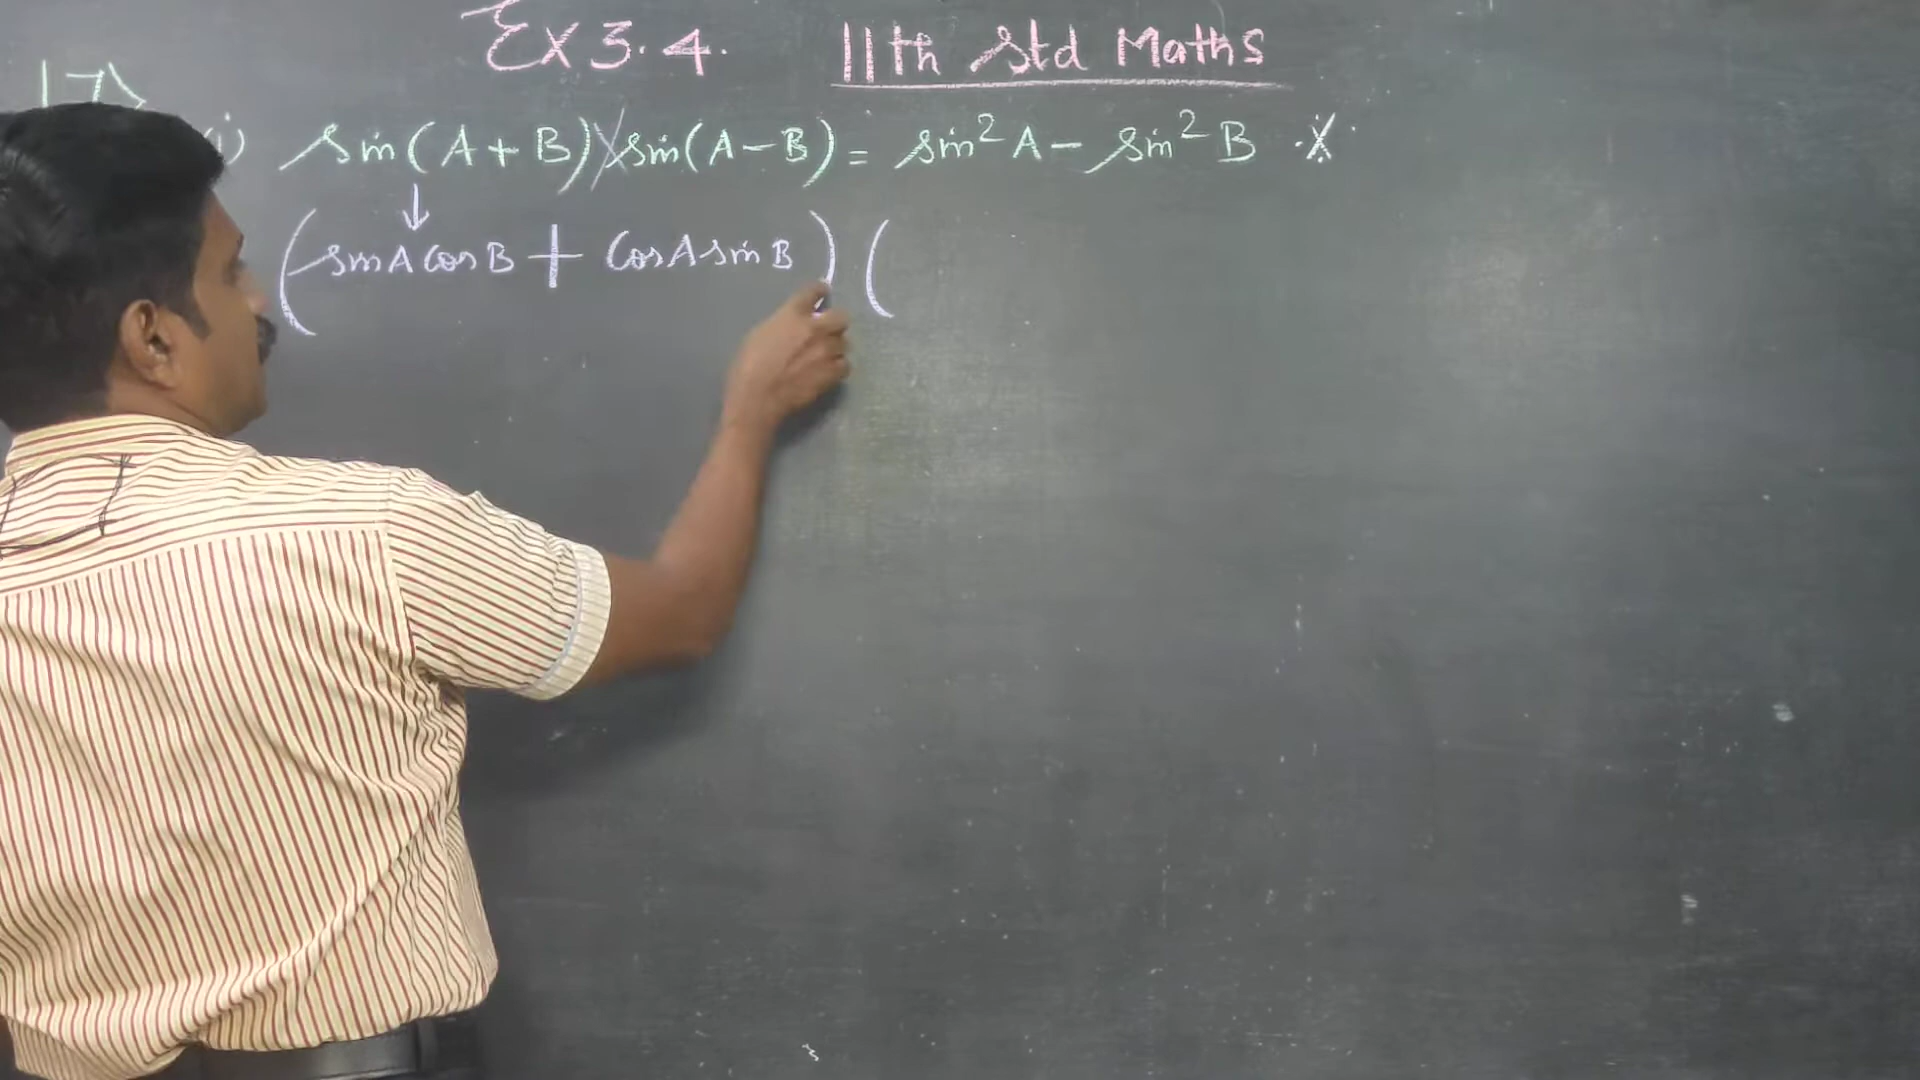 Ex 3.4. 11th Std Maths
17)
i) sin(A+B) X sin(A-B) = sin²A - sin²B . X .
↓
(sinA cosB + cosA sinB) (